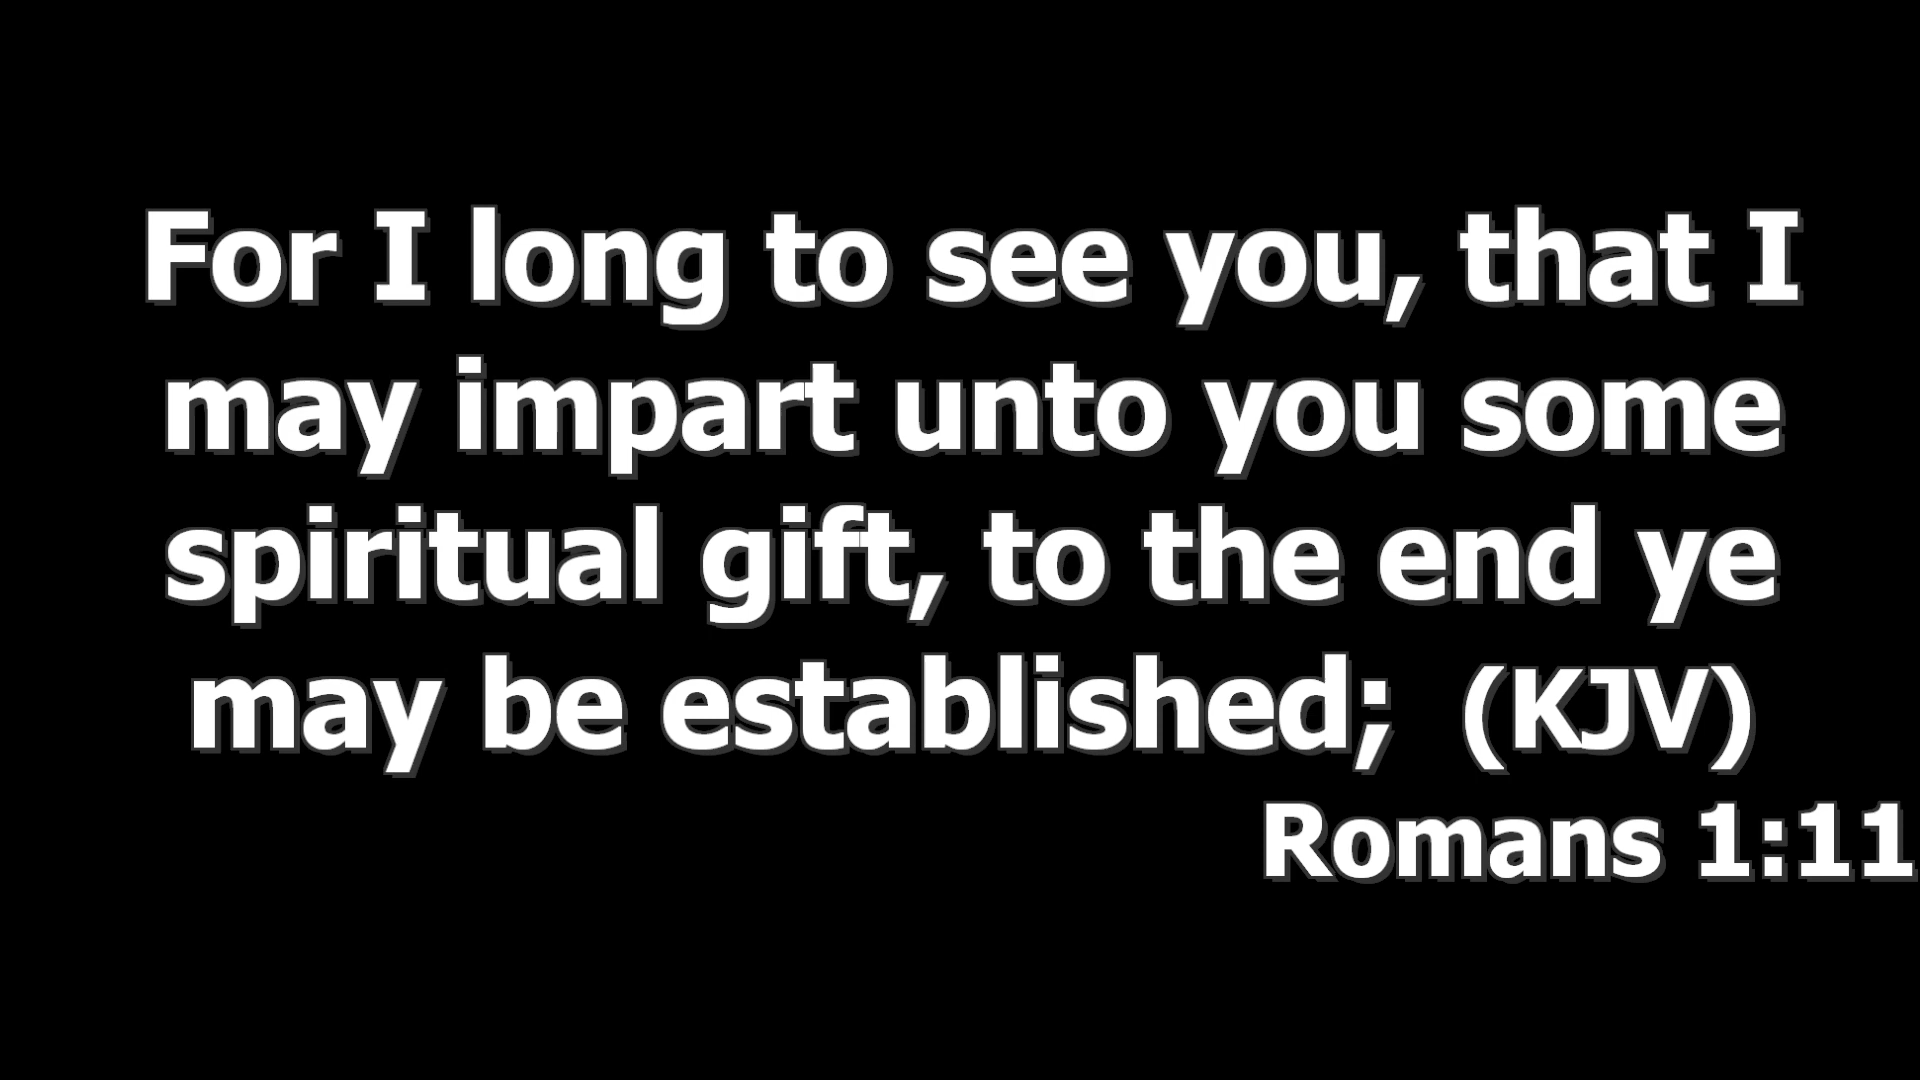 For I long to see you, that I
may impart unto you some
spiritual gift, to the end ye
may be established;  (KJV)
Romans 1:11